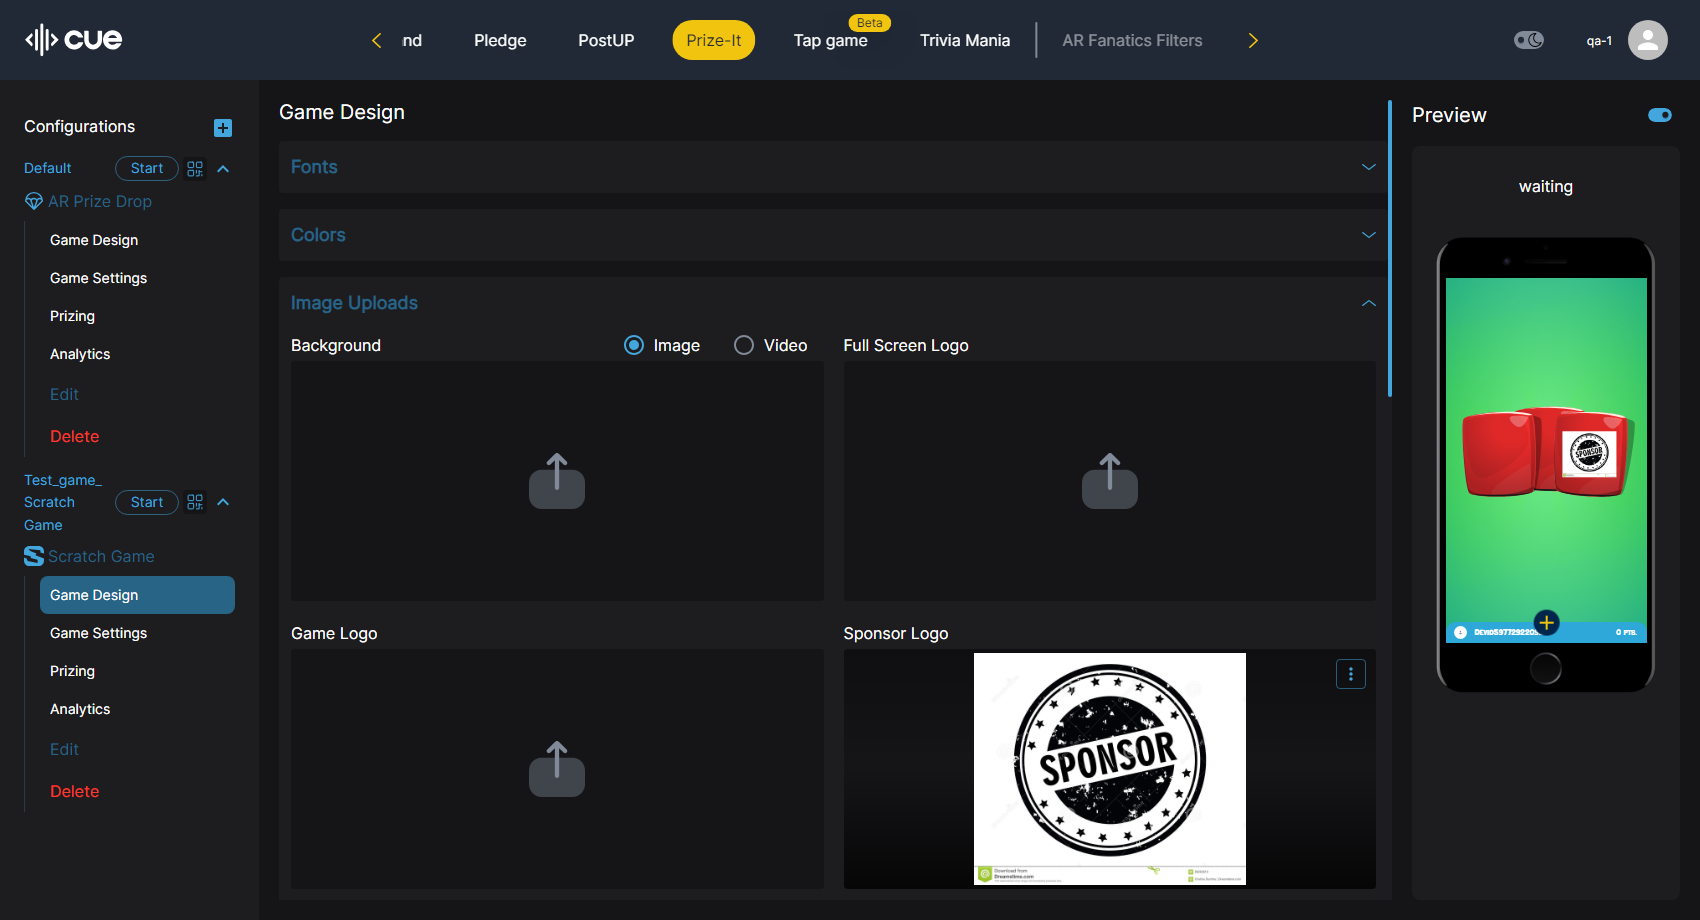 cue
nd
Pledge
PostUP
Prize-It
Beta
Tap game
Trivia Mania
AR Fanatics Filters
qa-1
Configurations
Default
Start
AR Prize Drop
Game Design
Game Settings
Prizing
Analytics
Edit
Delete
Test_game_
Scratch
Game
Start
Scratch Game
Game Design
Game Settings
Prizing
Analytics
Edit
Delete
Game Design
Fonts
Colors
Image Uploads
Background
Image
Video
Full Screen Logo
Game Logo
Sponsor Logo
SPONSOR
Download from
Dreamstime.com
Preview
waiting
SPONSOR
0 PTS.